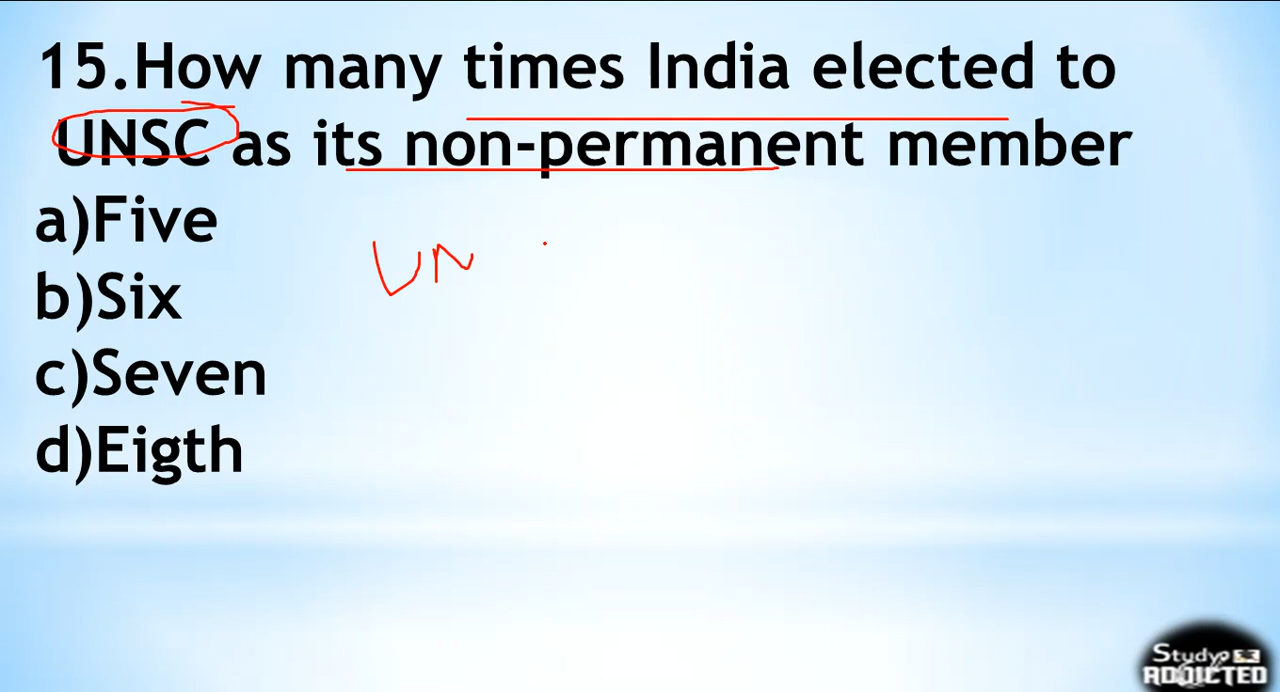 15.How many times India elected to
UNSC as its non-permanent member
a)Five
UN
b)Six
c)Seven
d)Eigth
Study
ADDICTED